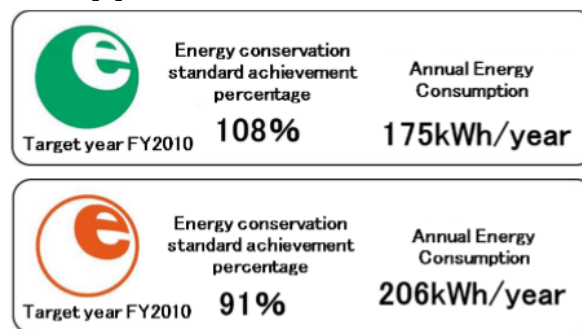 e
Energy conservation
standard achievement
percentage
108%
Annual Energy
Consumption
175kWh/year
Target year FY2010
e
Energy conservation
standard achievement
percentage
91%
Annual Energy
Consumption
206kWh/year
Target year FY2010